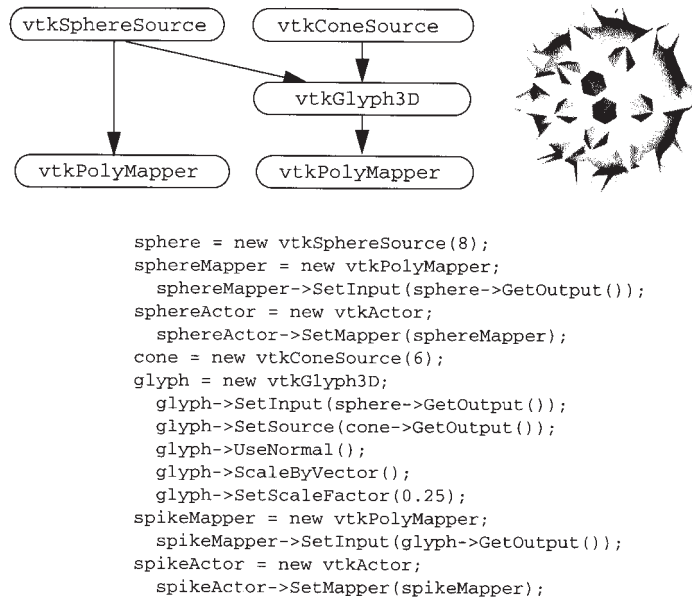 vtkSphereSource
vtkConeSource
vtkGlyph3D
vtkPolyMapper
vtkPolyMapper
sphere = new vtkSphereSource(8);
sphereMapper = new vtkPolyMapper;
  sphereMapper->SetInput(sphere->GetOutput());
sphereActor = new vtkActor;
  sphereActor->SetMapper(sphereMapper);
cone = new vtkConeSource(6);
glyph = new vtkGlyph3D;
  glyph->SetInput(sphere->GetOutput());
  glyph->SetSource(cone->GetOutput());
  glyph->UseNormal();
  glyph->ScaleByVector();
  glyph->SetScaleFactor(0.25);
spikeMapper = new vtkPolyMapper;
  spikeMapper->SetInput(glyph->GetOutput());
spikeActor = new vtkActor;
  spikeActor->SetMapper(spikeMapper);